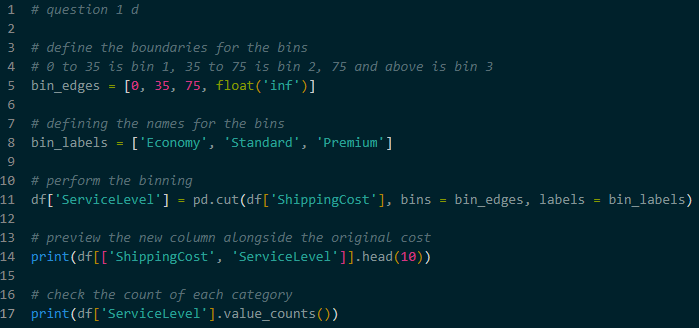 1 # question 1 d
2
3 # define the boundaries for the bins
4 # 0 to 35 is bin 1, 35 to 75 is bin 2, 75 and above is bin 3
5 bin_edges = [0, 35, 75, float('inf')]
6
7 # defining the names for the bins
8 bin_labels = ['Economy', 'Standard', 'Premium']
9
10 # perform the binning
11 df['ServiceLevel'] = pd.cut(df['ShippingCost'], bins = bin_edges, labels = bin_labels)
12
13 # preview the new column alongside the original cost
14 print(df[['ShippingCost', 'ServiceLevel']].head(10))
15
16 # check the count of each category
17 print(df['ServiceLevel'].value_counts())